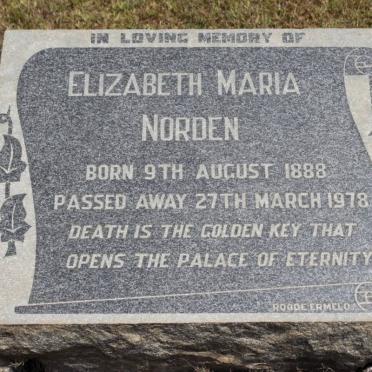 IN LOVING MEMORY OF
ELIZABETH MARIA
NORDEN
BORN 9TH AUGUST 1888
PASSED AWAY 27TH MARCH 1978
DEATH IS THE GOLDEN KEY THAT
OPENS THE PALACE OF ETERNITY
ROODE ERMELO